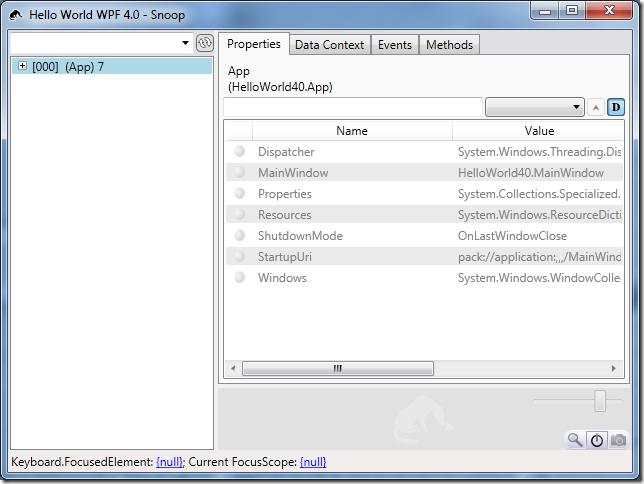 Hello World WPF 4.0 - Snoop
[000] (App) 7
Properties Data Context Events Methods
App
(HelloWorld40.App)
D
Name Value
Dispatcher System.Windows.Threading.Dis
MainWindow HelloWorld40.MainWindow
Properties System.Collections.Specialized.
Resources System.Windows.ResourceDicti
ShutdownMode OnLastWindowClose
StartupUri pack://application:,,,/MainWind
Windows System.Windows.WindowColle
Keyboard.FocusedElement: {null}; Current FocusScope: {null}